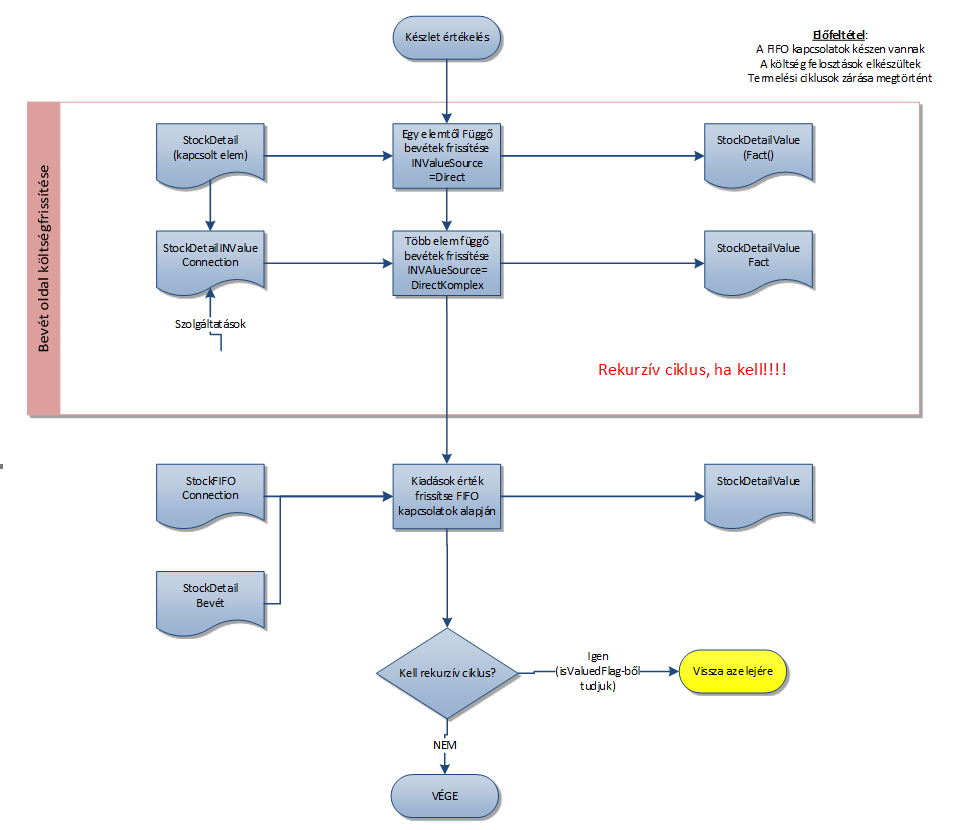 Készlet értékelés
Előfeltétel:
A FIFO kapcsolatok készen vannak
A költség felosztások elkészültek
Termelési ciklusok zárása megtörtént
Bevét oldal költségfrissítése
StockDetail
(kapcsolt elem)
Egy elemtől Függő
bevétek frissítése
INValueSource
=Direct
StockDetailValue
(Fact()
StockDetailINValue
Connection
Több elem függő
bevétek frissítése
INVAlueSource=
DirectKomplex
StockDetailValue
Fact
Szolgáltatások
Rekurzív ciklus, ha kell!!!!
StockFIFO
Connection
Kiadások érték
frissítse FIFO
kapcsolatok alapján
StockDetailValue
StockDetail
Bevét
Kell rekurzív ciklus?
Igen
(isValuedFlag-ből
tudjuk)
Vissza aze lejére
NEM
VÉGE